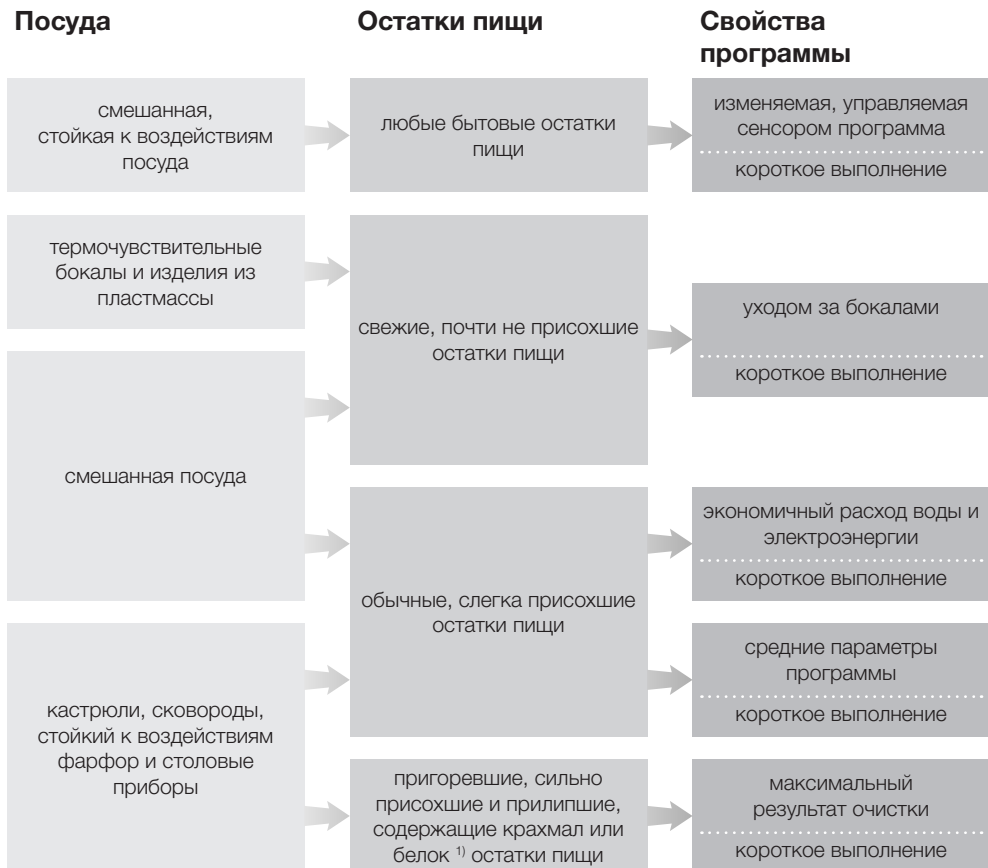 Посуда
Остатки пищи
Свойства
программы
смешанная,
стойкая к воздействиям
посуда
любые бытовые остатки
пищи
изменяемая, управляемая
сенсором программа
короткое выполнение
термочувствительные
бокалы и изделия из
пластмассы
свежие, почти не присохшие
остатки пищи
уходом за бокалами
короткое выполнение
смешанная посуда
обычные, слегка присохшие
остатки пищи
экономичный расход воды и
электроэнергии
короткое выполнение
средние параметры
программы
короткое выполнение
кастрюли, сковороды,
стойкий к воздействиям
фарфор и столовые
приборы
пригоревшие, сильно
присохшие и прилипшие,
содержащие крахмал или
белок 1) остатки пищи
максимальный
результат очистки
короткое выполнение